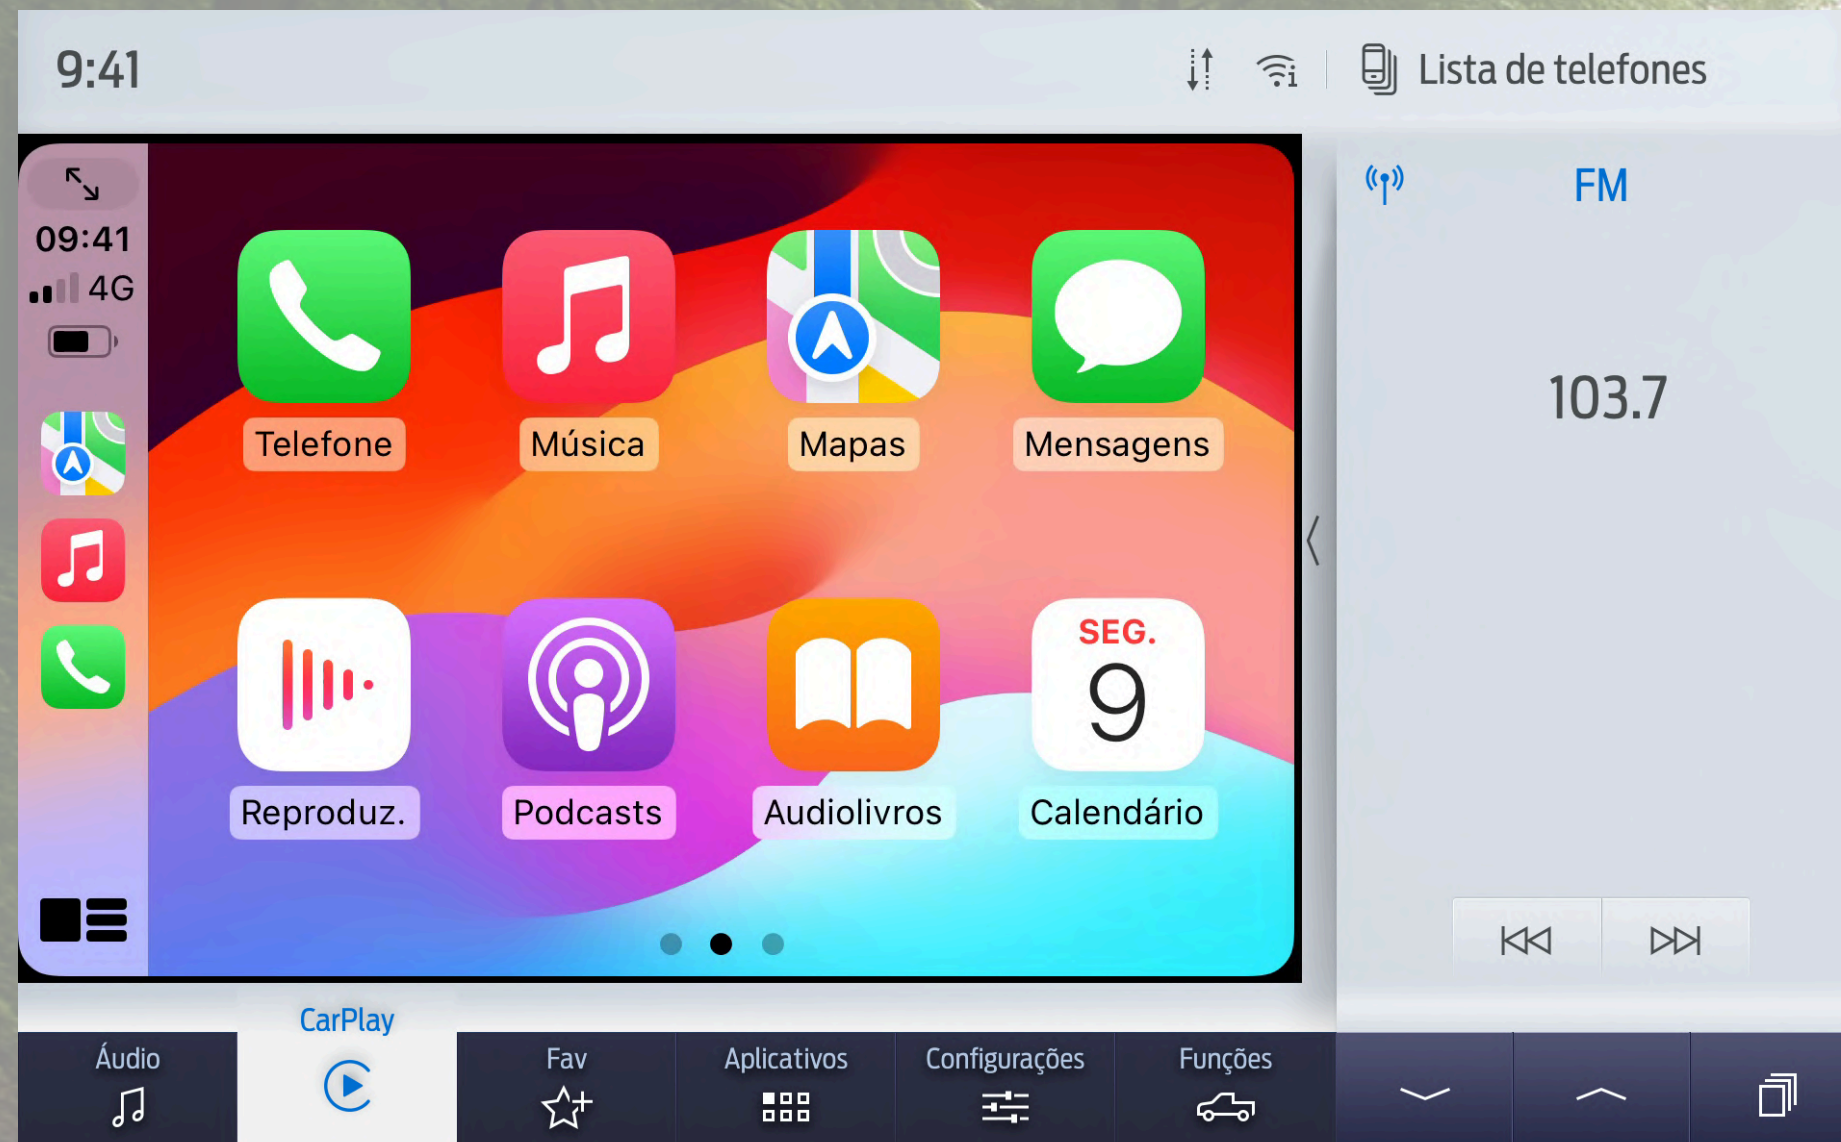 9:41
Lista de telefones
09:41
4G
Telefone
Música
Mapas
Mensagens
SEG.
9
Reproduz.
Podcasts
Audiolivros
Calendário
FM
103.7
CarPlay
Áudio
Fav
Aplicativos
Configurações
Funções